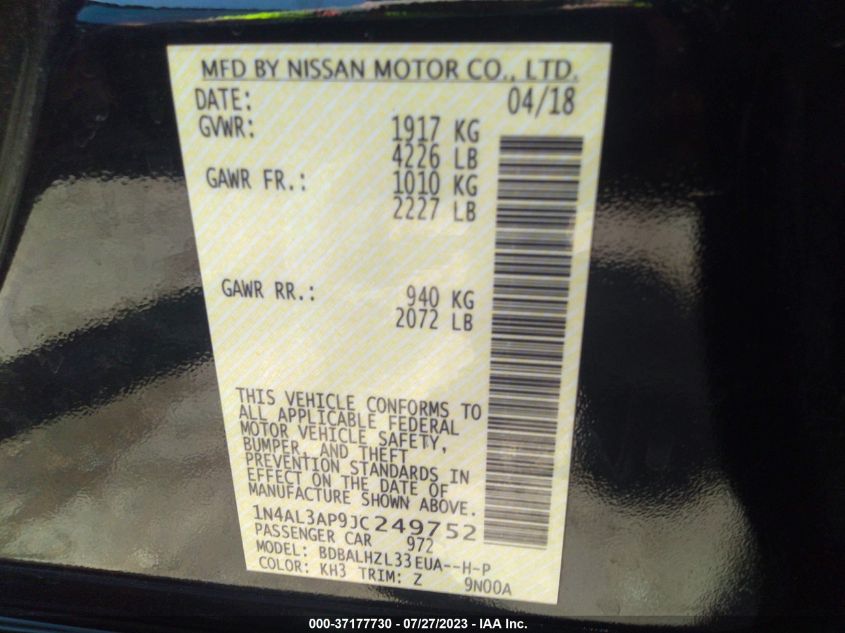 MFD BY NISSAN MOTOR CO., LTD.
DATE: 04/18
GVWR: 1917 KG
4226 LB
GAWR FR.: 1010 KG
2227 LB
GAWR RR.: 940 KG
2072 LB
THIS VEHICLE CONFORMS TO
ALL APPLICABLE FEDERAL
MOTOR VEHICLE SAFETY,
BUMPER, AND THEFT
PREVENTION STANDARDS IN
EFFECT ON THE DATE OF
MANUFACTURE SHOWN ABOVE.
1N4AL3AP9JC249752
PASSENGER CAR 972
MODEL: BDBALHZL33EUA--H-P
COLOR: KH3 TRIM: Z 9N00A
000-37177730 - 07/27/2023 - IAA Inc.